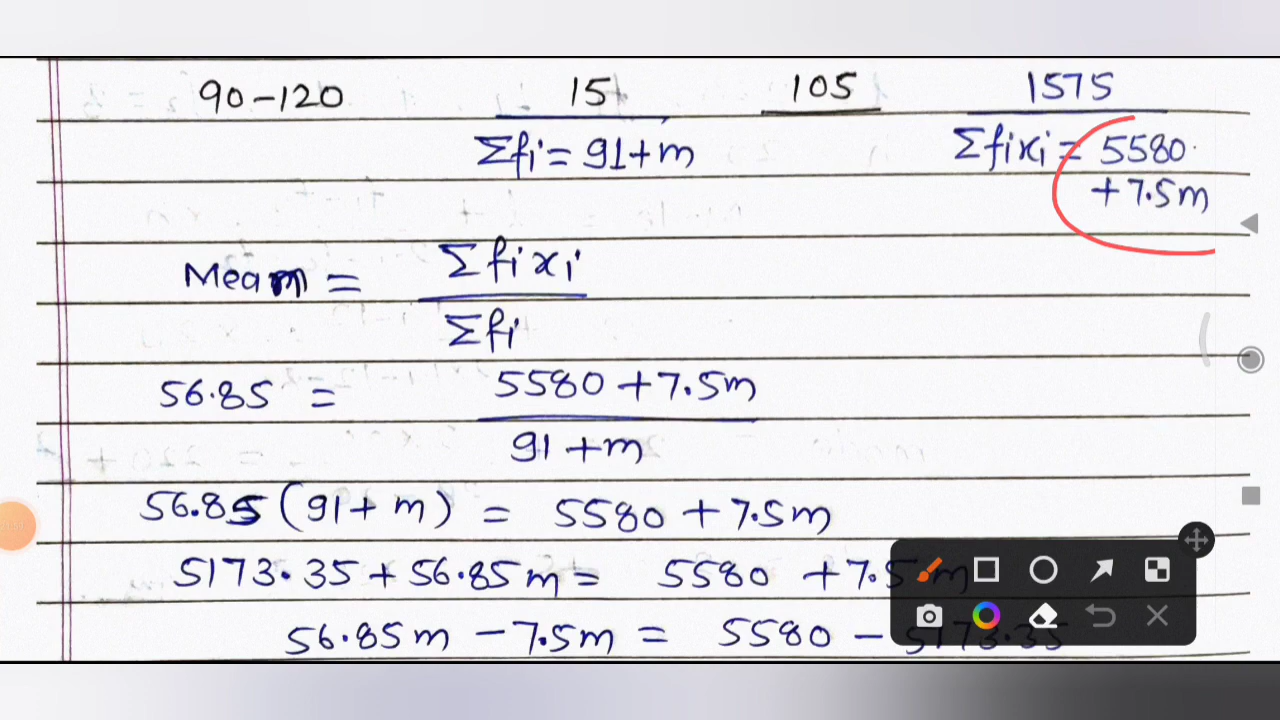 90-120 15 105 1575
Σfi = 91+m Σfixi = 5580
+ 7.5m
Mean = Σfixi
Σfi
56.85 = 5580 + 7.5m
91 + m
56.85 (91 + m) = 5580 + 7.5m
5173.35 + 56.85m = 5580 + 7.5m
56.85m - 7.5m = 5580 - 5173.35